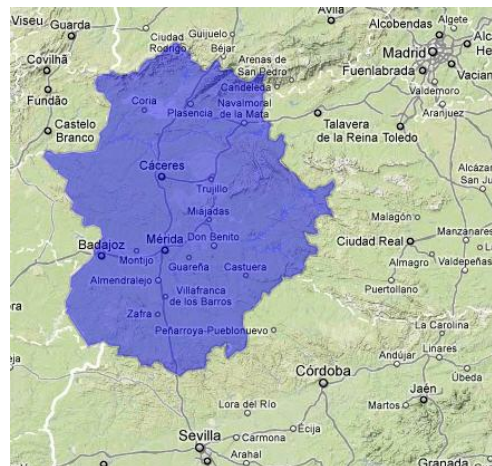 Viseu
Guarda
Ciudad
Rodrigo
Guijuelo
Béjar
Ávila
Alcobendas
Algete
Covilhã
Arenas de
San Pedro
Madrid
Fuenlabrada
Fundão
Candeleda
Valdemoro
Coria
Navalmoral
de la Mata
Plasencia
Aranjuez
Castelo
Branco
Talavera
de la Reina
Toledo
Cáceres
Trujillo
Miajadas
Malagón
Badajoz
Mérida
Don Benito
Ciudad Real
Manzanares
Montijo
Guareña
Castuera
Almagro
Valdepeñas
Almendralejo
Puertollano
Villafranca
de los Barros
Zafra
Peñarroya-Pueblonuevo
La Carolina
Andújar
Linares
Córdoba
Úbeda
Jaén
Lora del Río
Martos
Écija
Sevilla
Carmona
Arahal
Granada